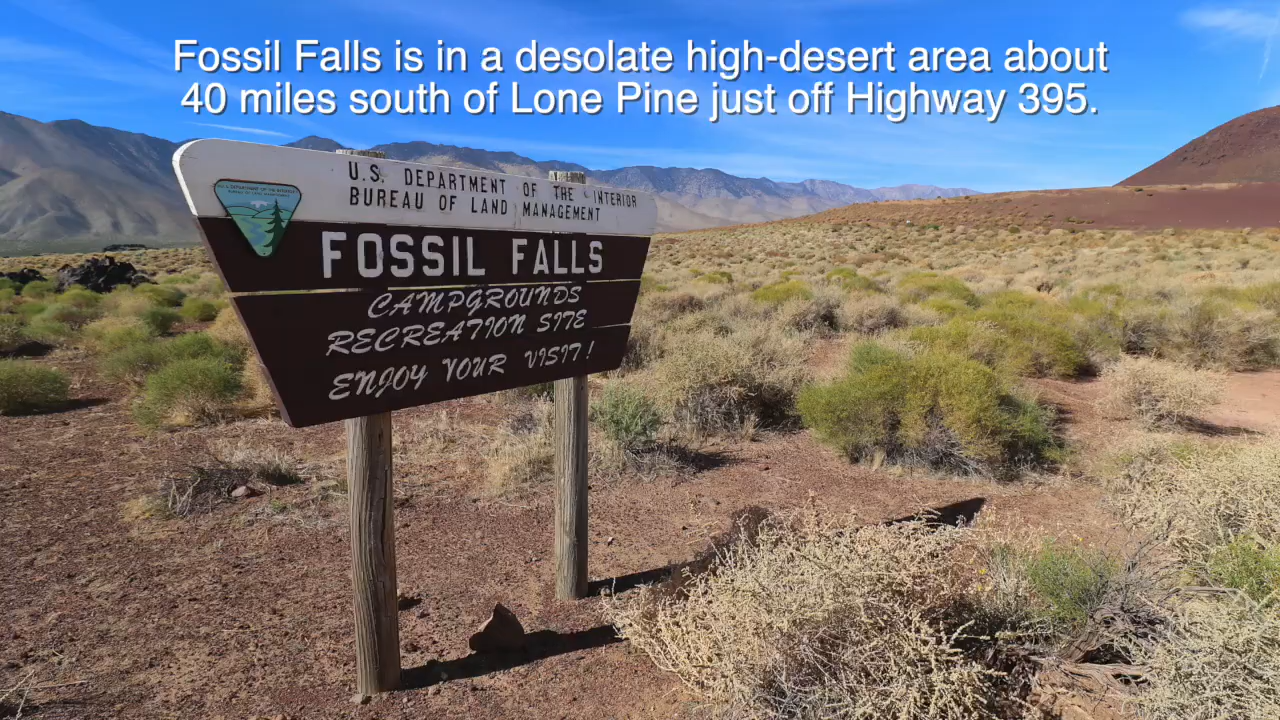 Fossil Falls is in a desolate high-desert area about
40 miles south of Lone Pine just off Highway 395.
U.S. DEPARTMENT OF THE INTERIOR
BUREAU OF LAND MANAGEMENT
FOSSIL FALLS
CAMPGROUNDS
RECREATION SITE
ENJOY YOUR VISIT!